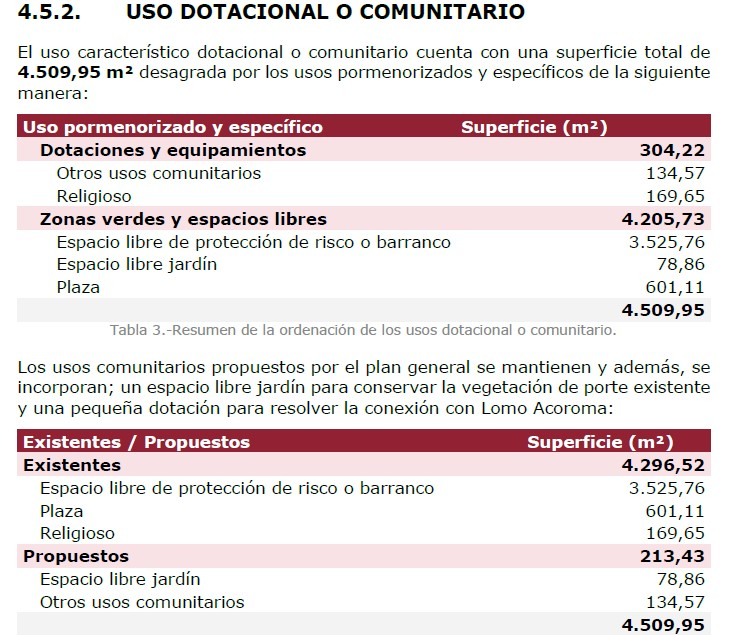 4.5.2. USO DOTACIONAL O COMUNITARIO
El uso característico dotacional o comunitario cuenta con una superficie total de
4.509,95 m² desagrada por los usos pormenorizados y específicos de la siguiente
manera:
Uso pormenorizado y específico Superficie (m²)
Dotaciones y equipamientos 304,22
Otros usos comunitarios 134,57
Religioso 169,65
Zonas verdes y espacios libres 4.205,73
Espacio libre de protección de risco o barranco 3.525,76
Espacio libre jardín 78,86
Plaza 601,11
4.509,95
Tabla 3.-Resumen de la ordenación de los usos dotacional o comunitario.
Los usos comunitarios propuestos por el plan general se mantienen y además, se
incorporan; un espacio libre jardín para conservar la vegetación de porte existente
y una pequeña dotación para resolver la conexión con Lomo Acoroma:
Existentes / Propuestos Superficie (m²)
Existentes 4.296,52
Espacio libre de protección de risco o barranco 3.525,76
Plaza 601,11
Religioso 169,65
Propuestos 213,43
Espacio libre jardín 78,86
Otros usos comunitarios 134,57
4.509,95